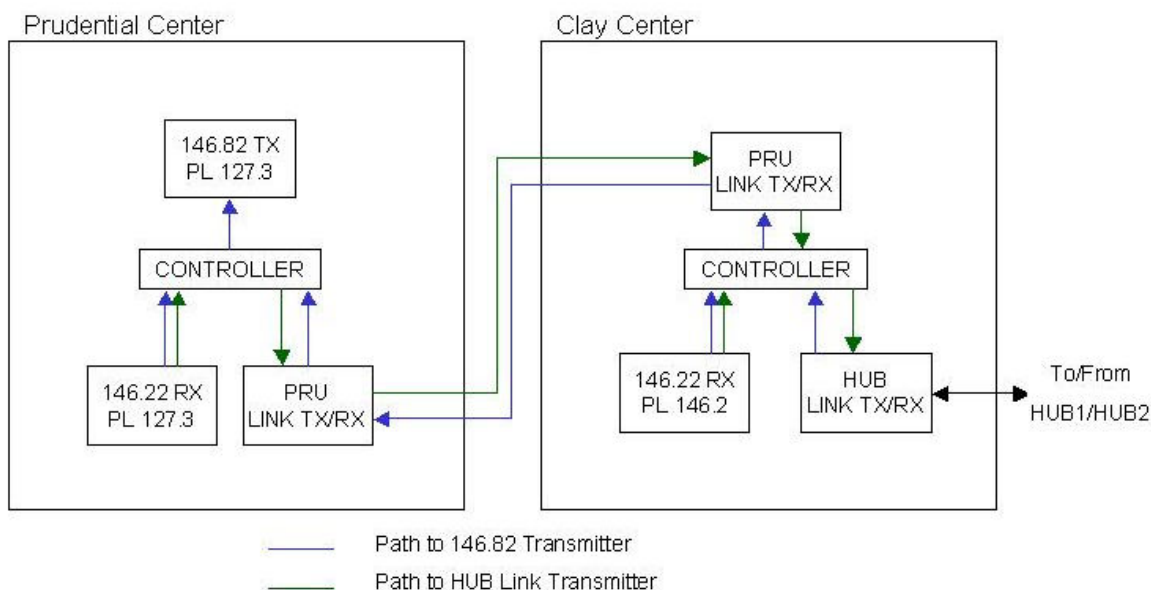 Prudential Center
146.82 TX
PL 127.3
CONTROLLER
146.22 RX
PL 127.3
PRU
LINK TX/RX
Clay Center
PRU
LINK TX/RX
CONTROLLER
146.22 RX
PL 146.2
HUB
LINK TX/RX
To/From
HUB1/HUB2
Path to 146.82 Transmitter
Path to HUB Link Transmitter